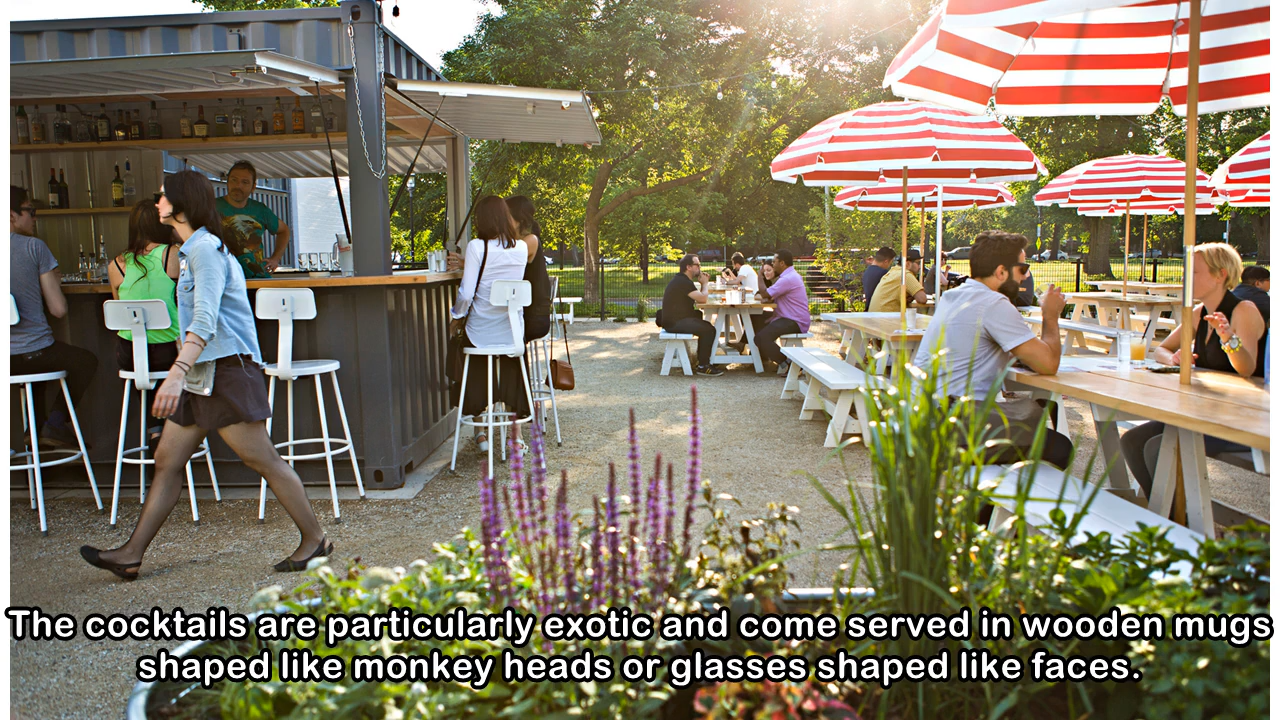 The cocktails are particularly exotic and come served in wooden mugs
shaped like monkey heads or glasses shaped like faces.